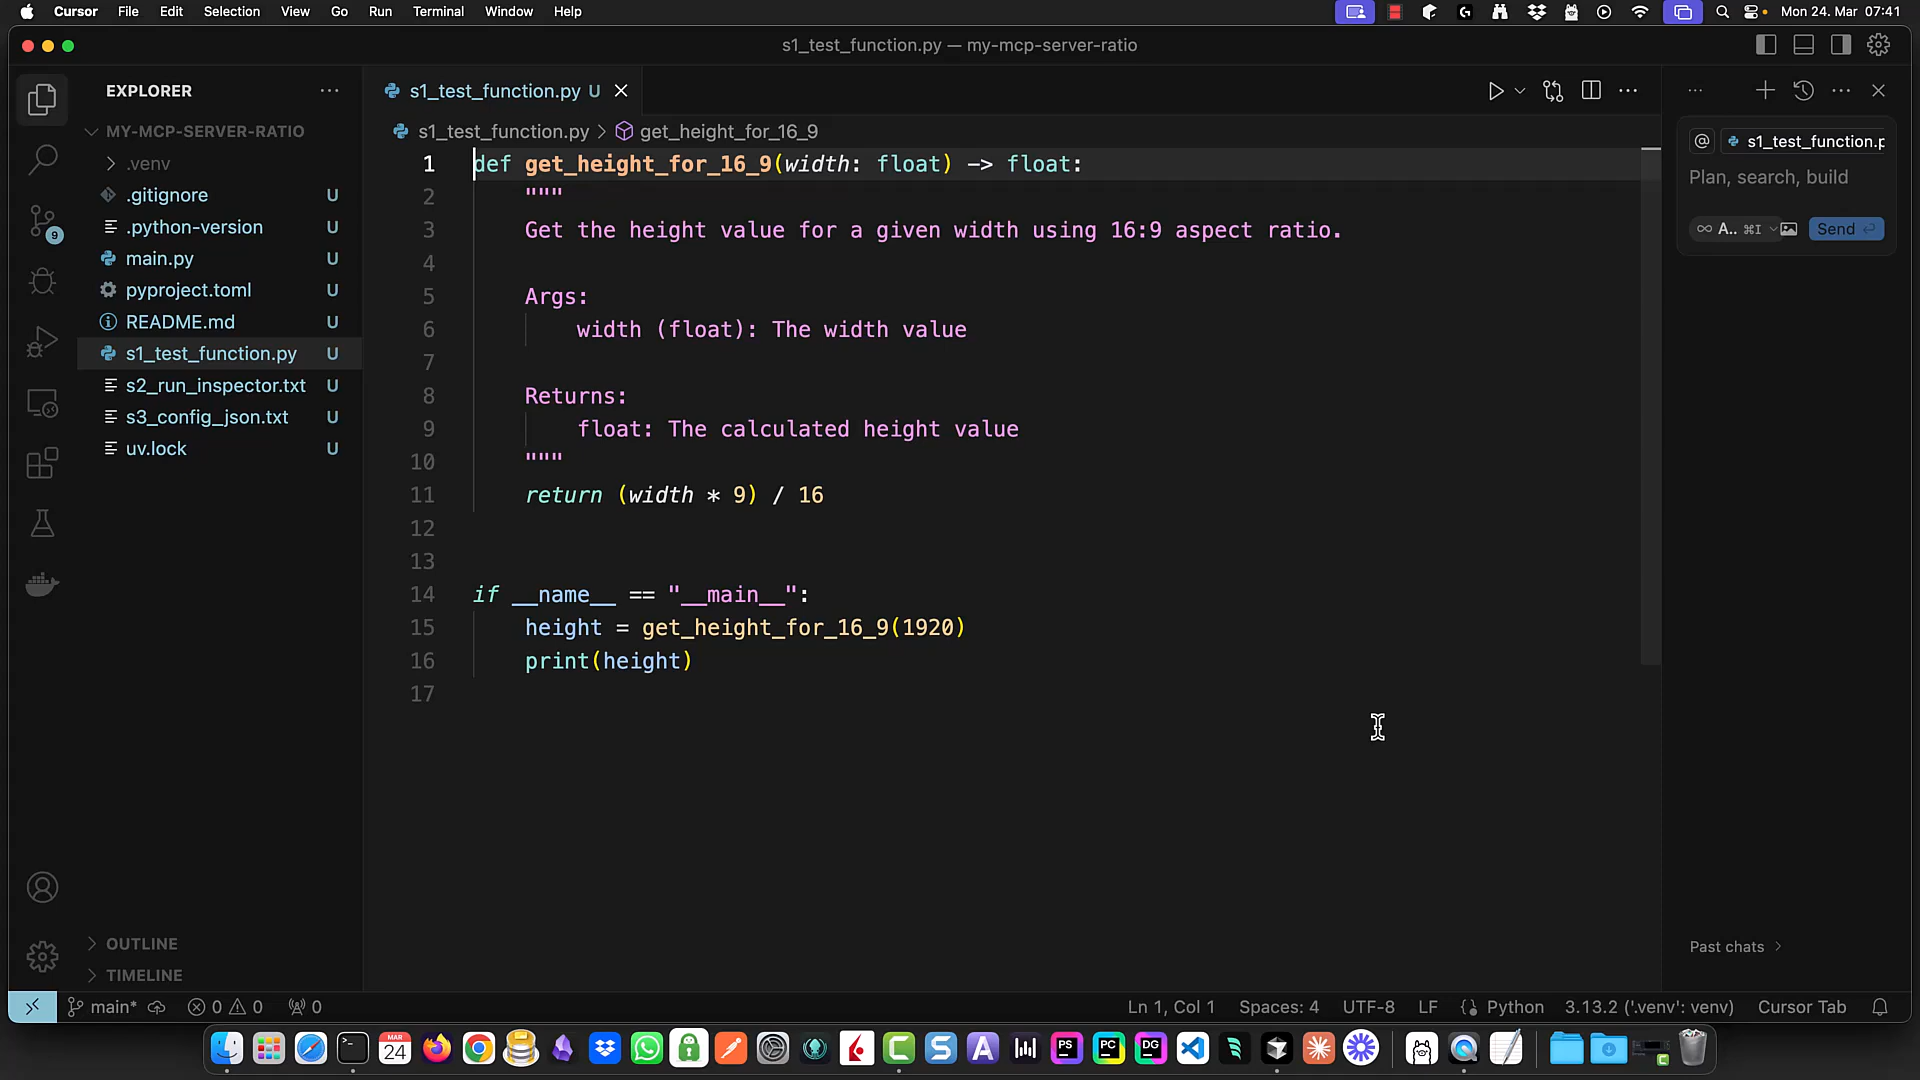 Cursor File Edit Selection View Go Run Terminal Window Help Mon 24. Mar 07:41
s1_test_function.py — my-mcp-server-ratio
EXPLORER
MY-MCP-SERVER-RATIO
.venv
.gitignore U
.python-version U
main.py U
pyproject.toml U
README.md U
s1_test_function.py U
s2_run_inspector.txt U
s3_config_json.txt U
uv.lock U
9
OUTLINE
TIMELINE
s1_test_function.py U
s1_test_function.py > get_height_for_16_9
1 def get_height_for_16_9(width: float) -> float:
2 """
3 Get the height value for a given width using 16:9 aspect ratio.
4
5 Args:
6 width (float): The width value
7
8 Returns:
9 float: The calculated height value
10 """
11 return (width * 9) / 16
12
13
14 if __name__ == "__main__":
15 height = get_height_for_16_9(1920)
16 print(height)
17
@ s1_test_function.p
Plan, search, build
∞ A.. ⌘I Send
Past chats >
main* 0 0 0 Ln 1, Col 1 Spaces: 4 UTF-8 LF {} Python 3.13.2 ('.venv': venv) Cursor Tab
MAR
24
PS
PC
DG